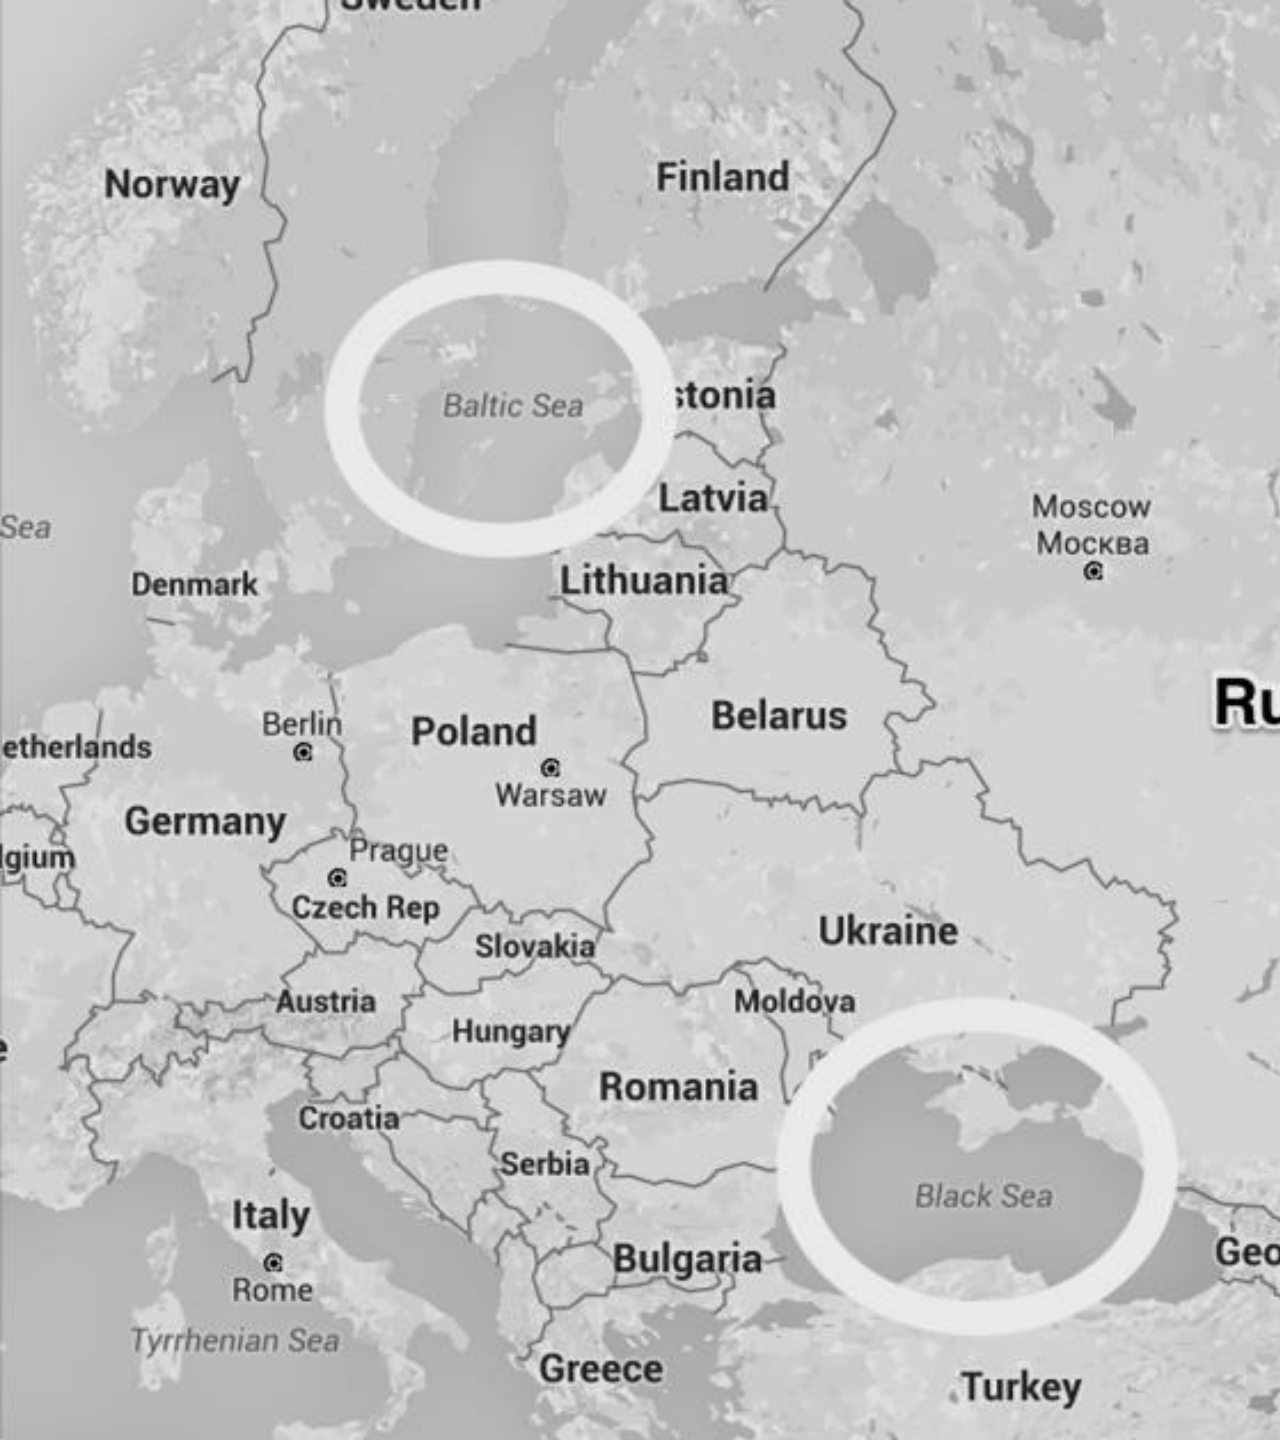 Sweden
Norway
Finland
Baltic Sea
stonia
Latvia
Moscow
Москва
Sea
Denmark
Lithuania
Ru
Belarus
Berlin
Poland
etherlands
Warsaw
Germany
Prague
lgium
Czech Rep
Ukraine
Slovakia
Austria
Moldova
Hungary
e
Romania
Croatia
Serbia
Black Sea
Italy
Bulgaria
Geo
Rome
Tyrrhenian Sea
Greece
Turkey